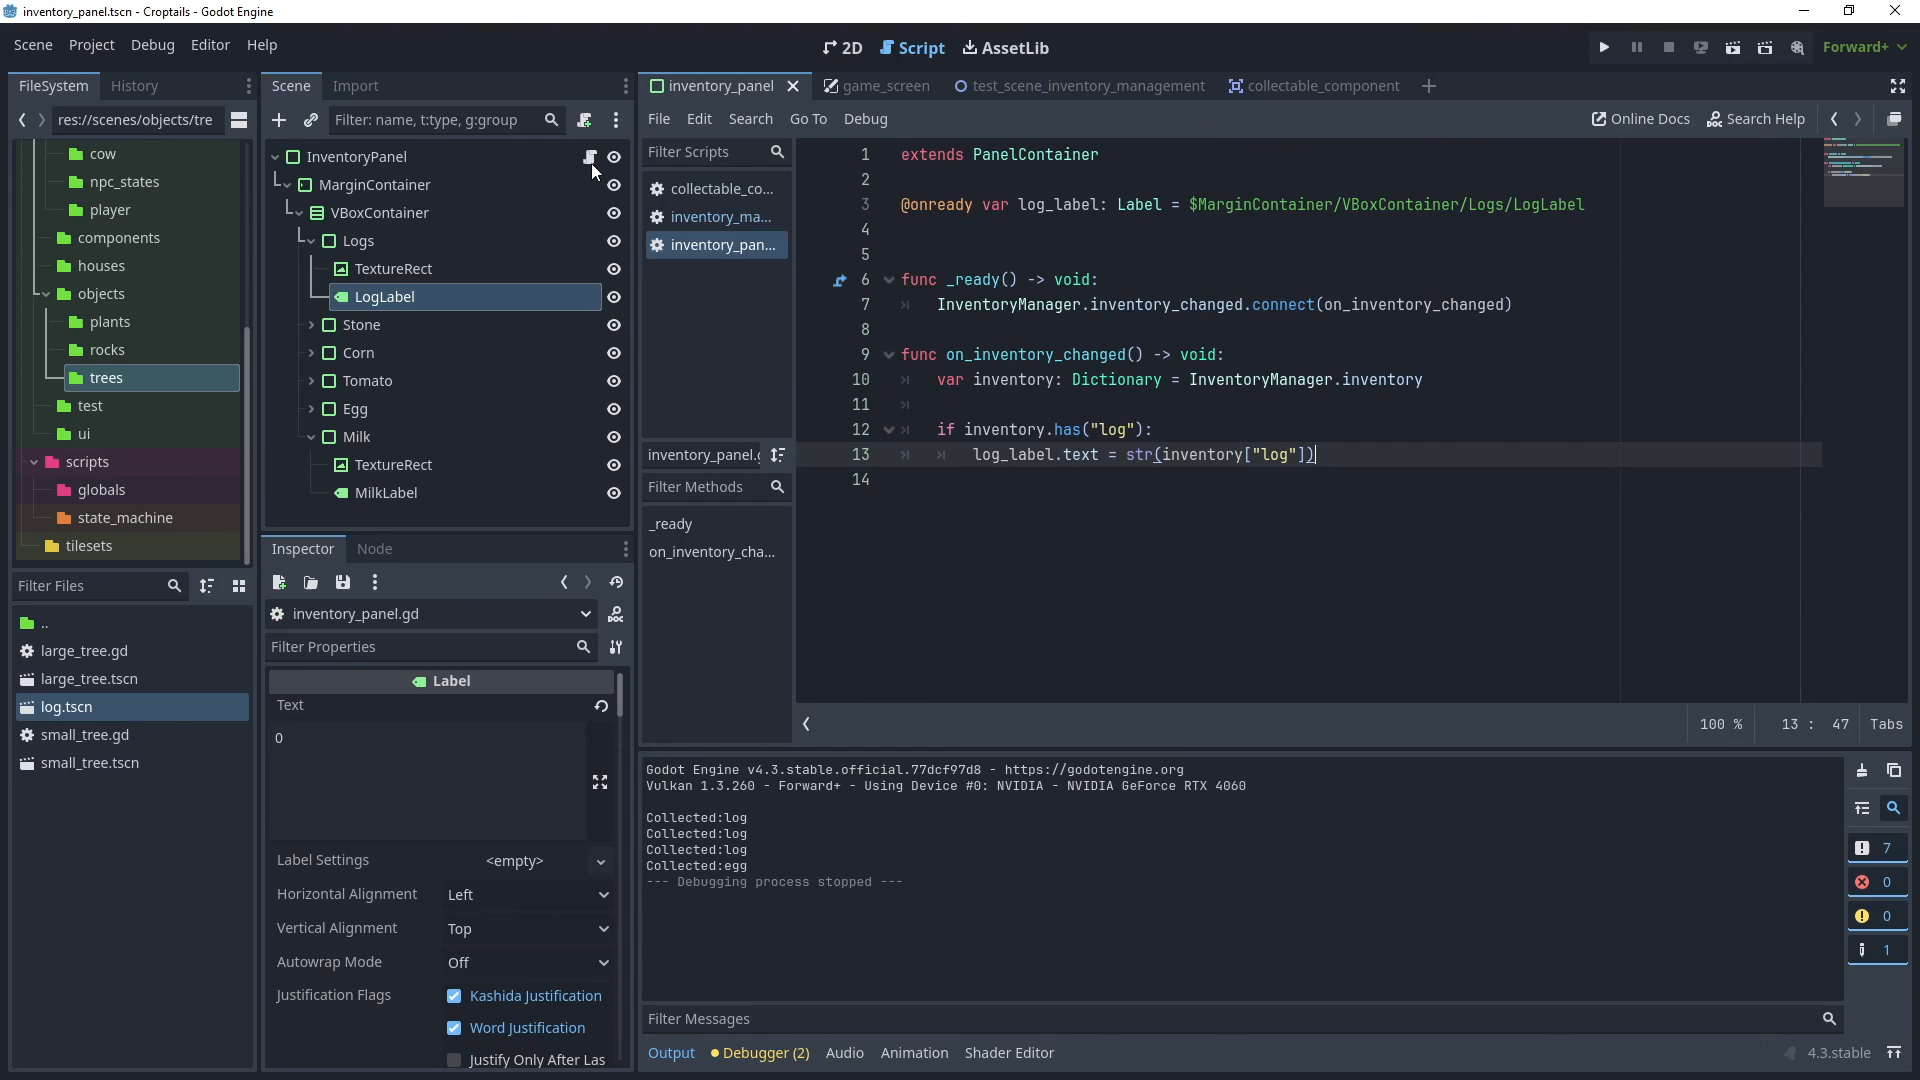 inventory_panel.tscn - Croptails - Godot Engine
Scene Project Debug Editor Help
2D Script AssetLib
Forward+
FileSystem History
res://scenes/objects/tre
cow
npc_states
player
components
houses
objects
plants
rocks
trees
test
ui
scripts
globals
state_machine
tilesets
Filter Files
..
large_tree.gd
large_tree.tscn
log.tscn
small_tree.gd
small_tree.tscn
Scene Import
Filter: name, t:type, g:group
InventoryPanel
MarginContainer
VBoxContainer
Logs
TextureRect
LogLabel
Stone
Corn
Tomato
Egg
Milk
TextureRect
MilkLabel
Inspector Node
inventory_panel.gd
Filter Properties
Label
Text
0
Label Settings <empty>
Horizontal Alignment Left
Vertical Alignment Top
Autowrap Mode Off
Justification Flags Kashida Justification
Word Justification
Justify Only After Las
inventory_panel game_screen test_scene_inventory_management collectable_component
File Edit Search Go To Debug
Online Docs Search Help
Filter Scripts
collectable_co...
inventory_ma...
inventory_pan...
inventory_panel.g
Filter Methods
_ready
on_inventory_cha...
1 extends PanelContainer
2
3 @onready var log_label: Label = $MarginContainer/VBoxContainer/Logs/LogLabel
4
5
6 func _ready() -> void:
7 InventoryManager.inventory_changed.connect(on_inventory_changed)
8
9 func on_inventory_changed() -> void:
10 var inventory: Dictionary = InventoryManager.inventory
11
12 if inventory.has("log"):
13 log_label.text = str(inventory["log"])
14
100 % 13 : 47 Tabs
Godot Engine v4.3.stable.official.77dcf97d8 - https://godotengine.org
Vulkan 1.3.260 - Forward+ - Using Device #0: NVIDIA - NVIDIA GeForce RTX 4060
Collected:log
Collected:log
Collected:log
Collected:egg
--- Debugging process stopped ---
7
0
0
1
Filter Messages
Output Debugger (2) Audio Animation Shader Editor
4.3.stable